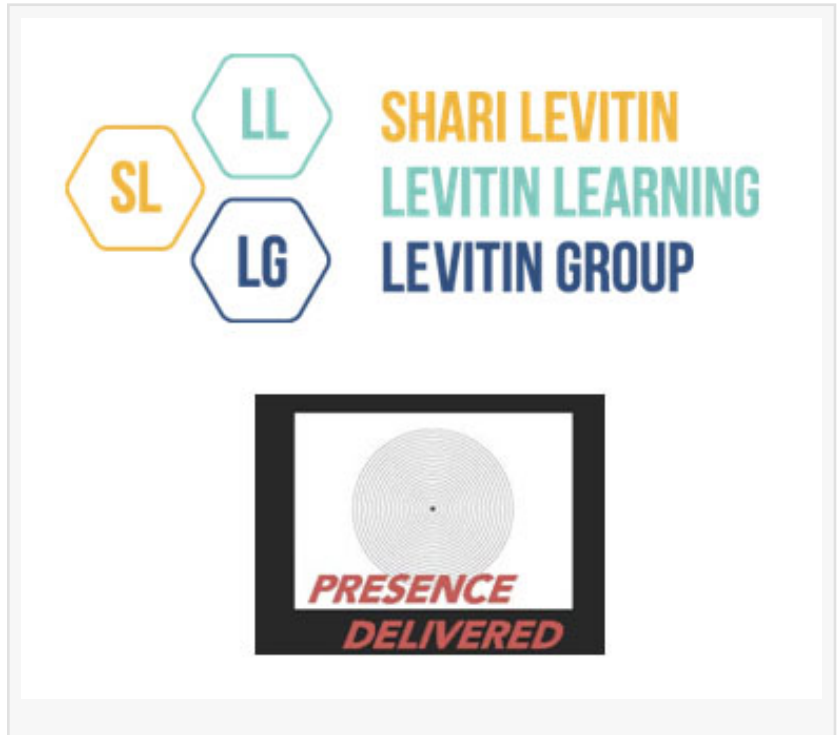 LL
SL
LG
SHARI LEVITIN
LEVITIN LEARNING
LEVITIN GROUP
PRESENCE
DELIVERED